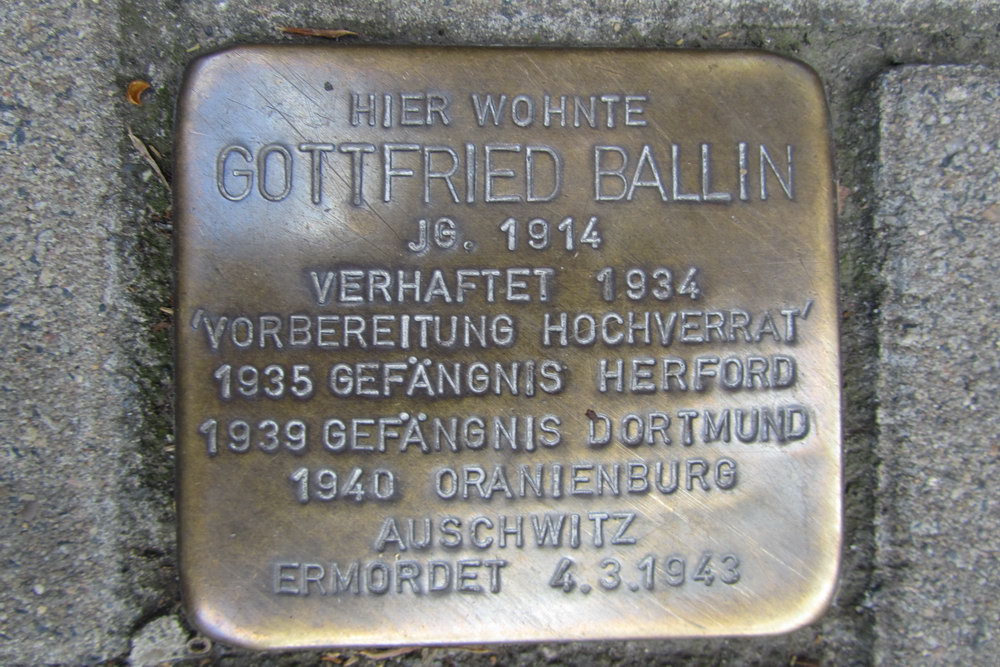 HIER WOHNTE
GOTTFRIED BALLIN
JG. 1914
VERHAFTET 1934
'VORBEREITUNG HOCHVERRAT'
1935 GEFÄNGNIS HERFORD
1939 GEFÄNGNIS DORTMUND
1940 ORANIENBURG
AUSCHWITZ
ERMORDET 4.3.1943